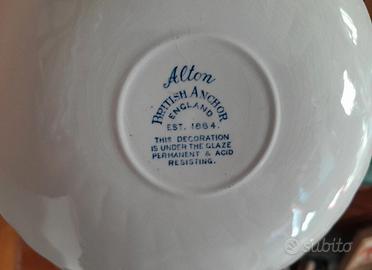 Alton
BRITISH ANCHOR
ENGLAND
EST. 1884.
THIS DECORATION
IS UNDER THE GLAZE
PERMANENT & ACID
RESISTING.
subito